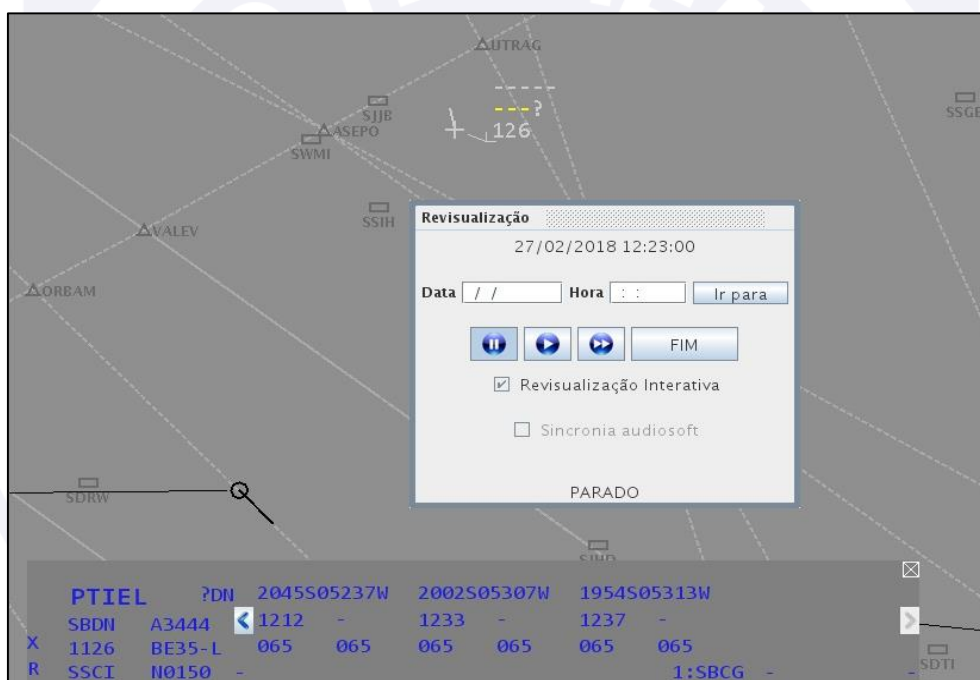 UTRAG
SJJB
---?
SSGE
ASEPO
126
SWMI
SSIH
VALEV
ORBAM
Revisualização
27/02/2018 12:23:00
Data / / Hora : : Ir para
FIM
Revisualização Interativa
Sincronia audiosoft
PARADO
SDRW
SJHD
PTIEL ?DN 2045S05237W 2002S05307W 1954S05313W
SBDN A3444 1212 - 1233 - 1237 -
X 1126 BE35-L 065 065 065 065 065 065
R SSCI N0150 - 1:SBCG - -
SDTI